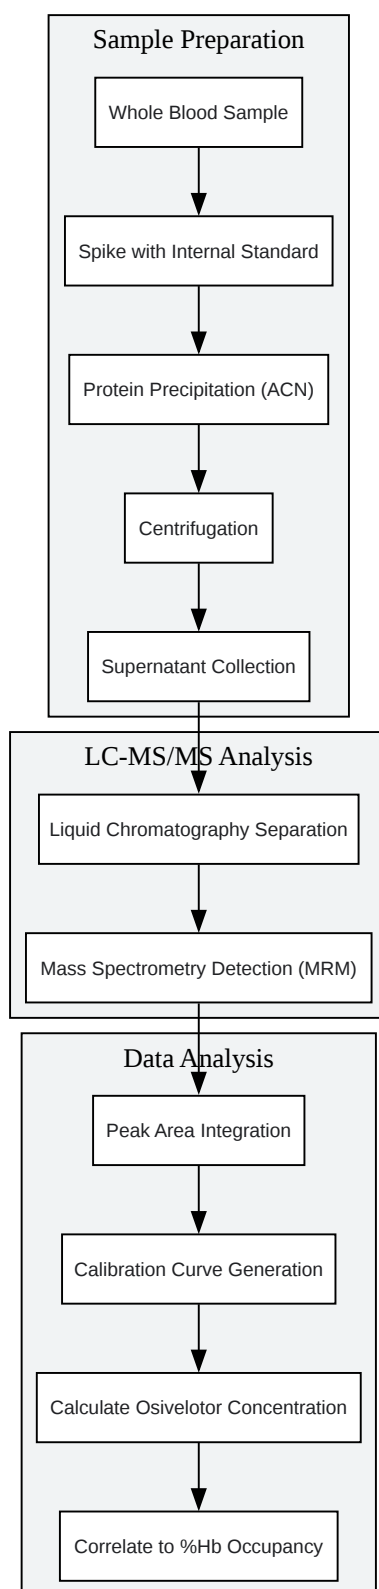 Sample Preparation
Whole Blood Sample
Spike with Internal Standard
Protein Precipitation (ACN)
Centrifugation
Supernatant Collection
LC-MS/MS Analysis
Liquid Chromatography Separation
Mass Spectrometry Detection (MRM)
Data Analysis
Peak Area Integration
Calibration Curve Generation
Calculate Osivelotor Concentration
Correlate to %Hb Occupancy